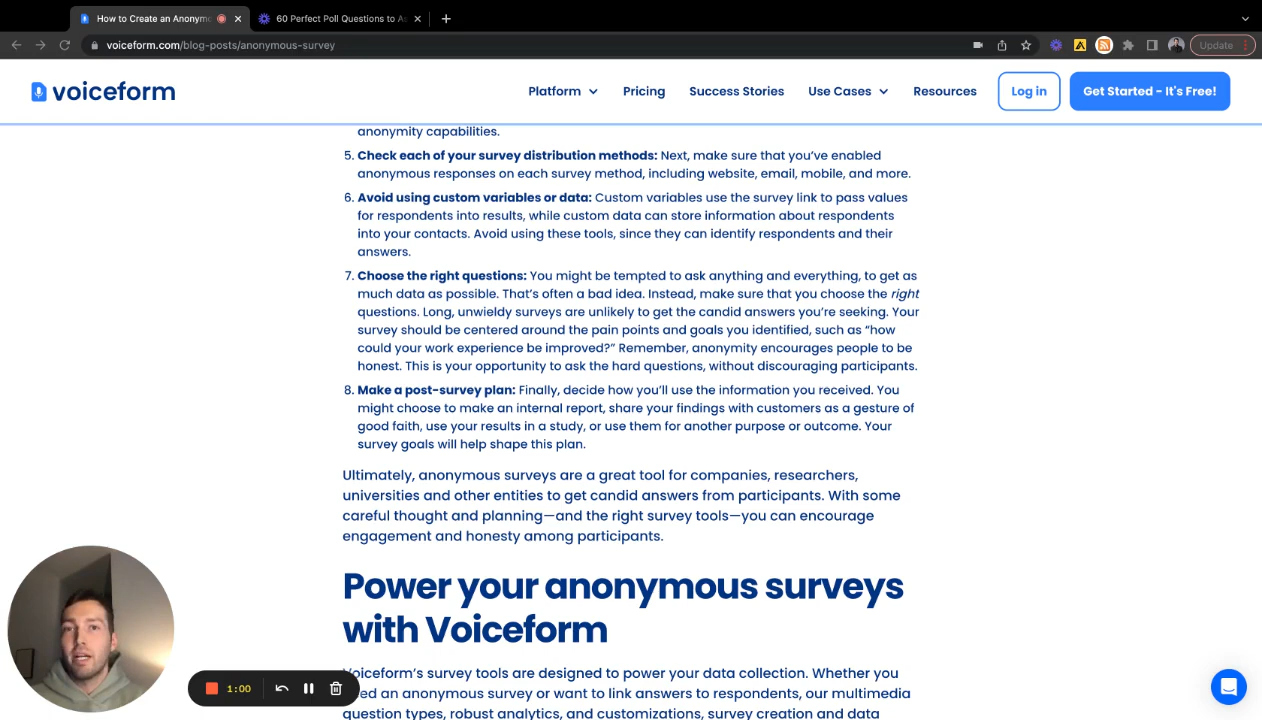 How to Create an Anonym
60 Perfect Poll Questions to As
voiceform.com/blog-posts/anonymous-survey
Update
voiceform
Platform
Pricing
Success Stories
Use Cases
Resources
Log in
Get Started - It's Free!
anonymity capabilities.
5. Check each of your survey distribution methods: Next, make sure that you've enabled
anonymous responses on each survey method, including website, email, mobile, and more.
6. Avoid using custom variables or data: Custom variables use the survey link to pass values
for respondents into results, while custom data can store information about respondents
into your contacts. Avoid using these tools, since they can identify respondents and their
answers.
7. Choose the right questions: You might be tempted to ask anything and everything, to get as
much data as possible. That's often a bad idea. Instead, make sure that you choose the right
questions. Long, unwieldy surveys are unlikely to get the candid answers you're seeking. Your
survey should be centered around the pain points and goals you identified, such as “how
could your work experience be improved?” Remember, anonymity encourages people to be
honest. This is your opportunity to ask the hard questions, without discouraging participants.
8. Make a post-survey plan: Finally, decide how you'll use the information you received. You
might choose to make an internal report, share your findings with customers as a gesture of
good faith, use your results in a study, or use them for another purpose or outcome. Your
survey goals will help shape this plan.
Ultimately, anonymous surveys are a great tool for companies, researchers,
universities and other entities to get candid answers from participants. With some
careful thought and planning—and the right survey tools—you can encourage
engagement and honesty among participants.
Power your anonymous surveys
with Voiceform
Voiceform's survey tools are designed to power your data collection. Whether you
an anonymous survey or want to link answers to respondents, our multimedia
question types, robust analytics, and customizations, survey creation and data
1:00